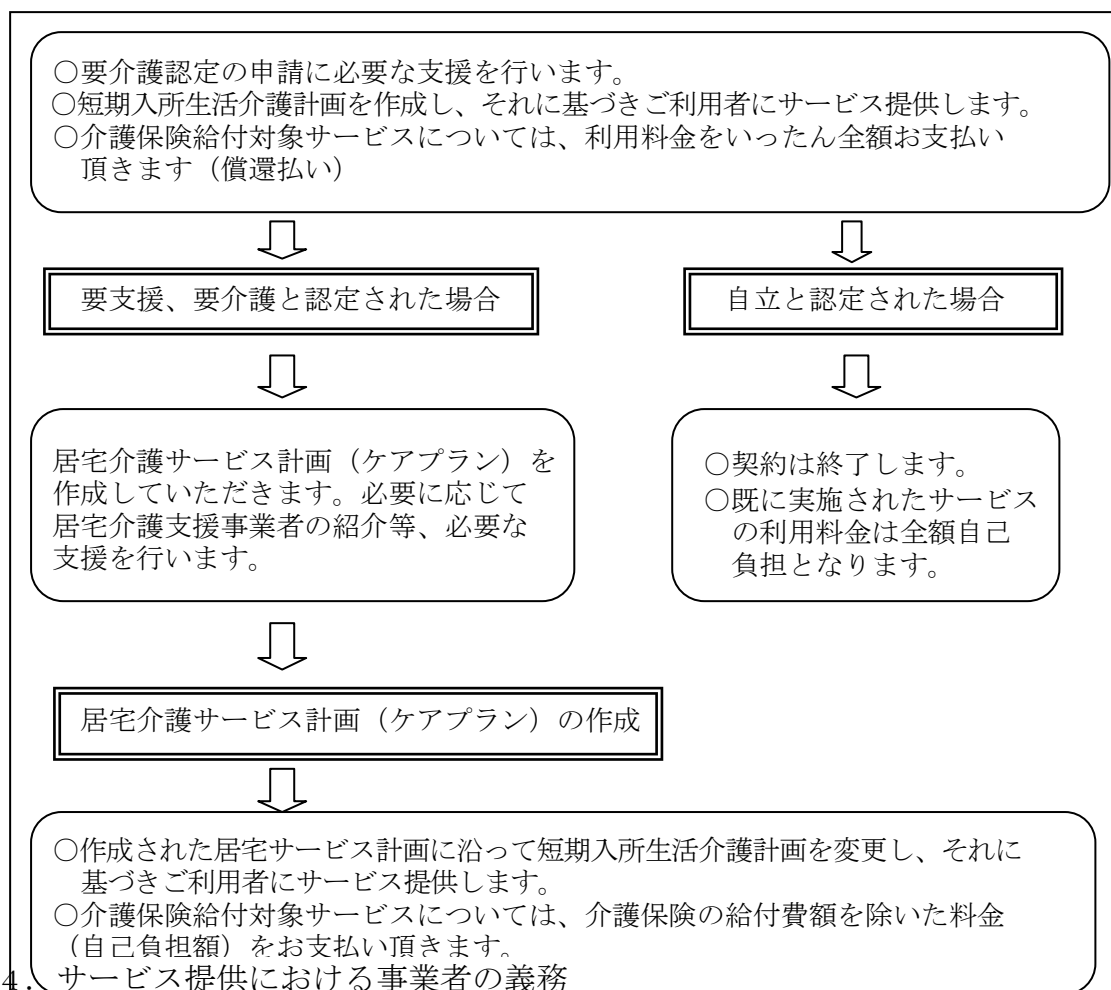 ○要介護認定の申請に必要な支援を行います。
○短期入所生活介護計画を作成し、それに基づきご利用者にサービス提供します。
○介護保険給付対象サービスについては、利用料金をいったん全額お支払い
頂きます（償還払い）
要支援、要介護と認定された場合
自立と認定された場合
居宅介護サービス計画（ケアプラン）を
作成していただきます。必要に応じて
居宅介護支援事業者の紹介等、必要な
支援を行います。
○契約は終了します。
○既に実施されたサービス
の利用料金は全額自己
負担となります。
居宅介護サービス計画（ケアプラン）の作成
○作成された居宅サービス計画に沿って短期入所生活介護計画を変更し、それに
基づきご利用者にサービス提供します。
○介護保険給付対象サービスについては、介護保険の給付費額を除いた料金
（自己負担額）をお支払い頂きます。
４．サービス提供における事業者の義務